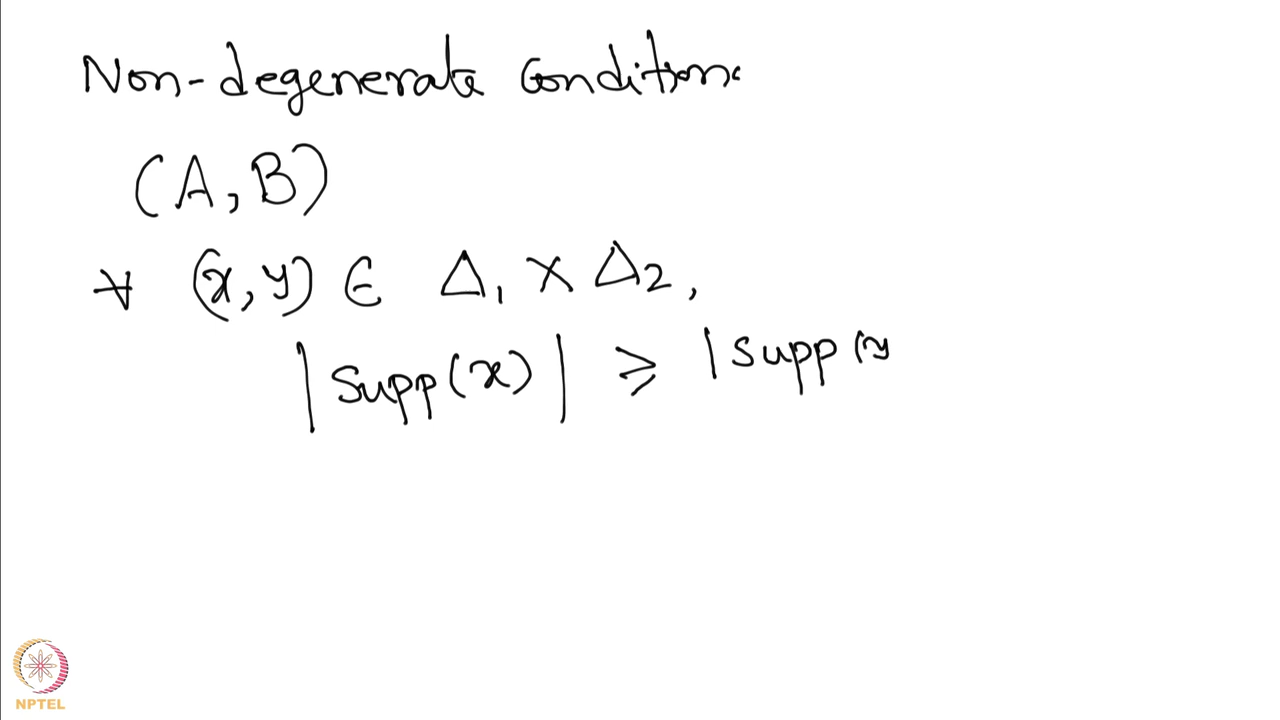 Non-degenerate Condition:
(A, B)
∀ (x, y) ∈ Δ₁ × Δ₂,
|Supp(x)| ⩾ |Supp(y
NPTEL